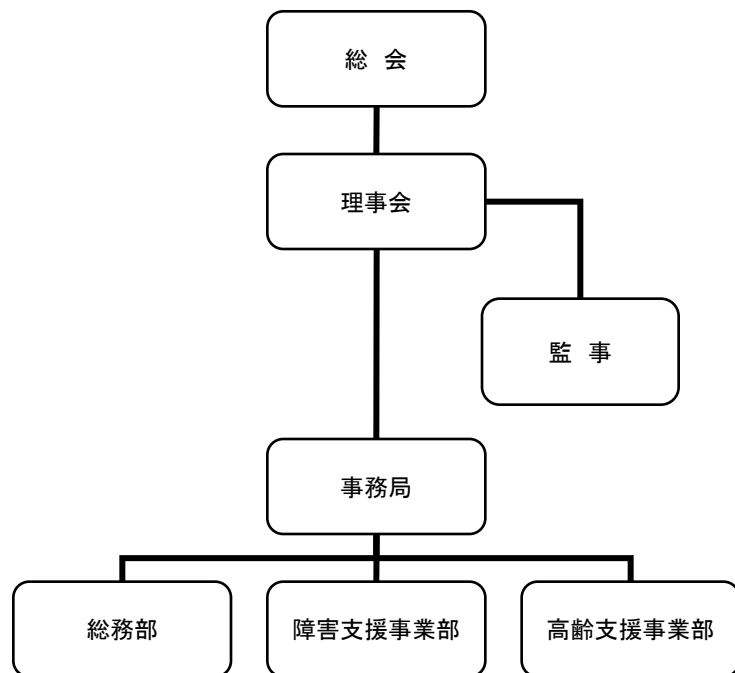 総 会
理事会
監 事
事務局
総務部
障害支援事業部
高齢支援事業部